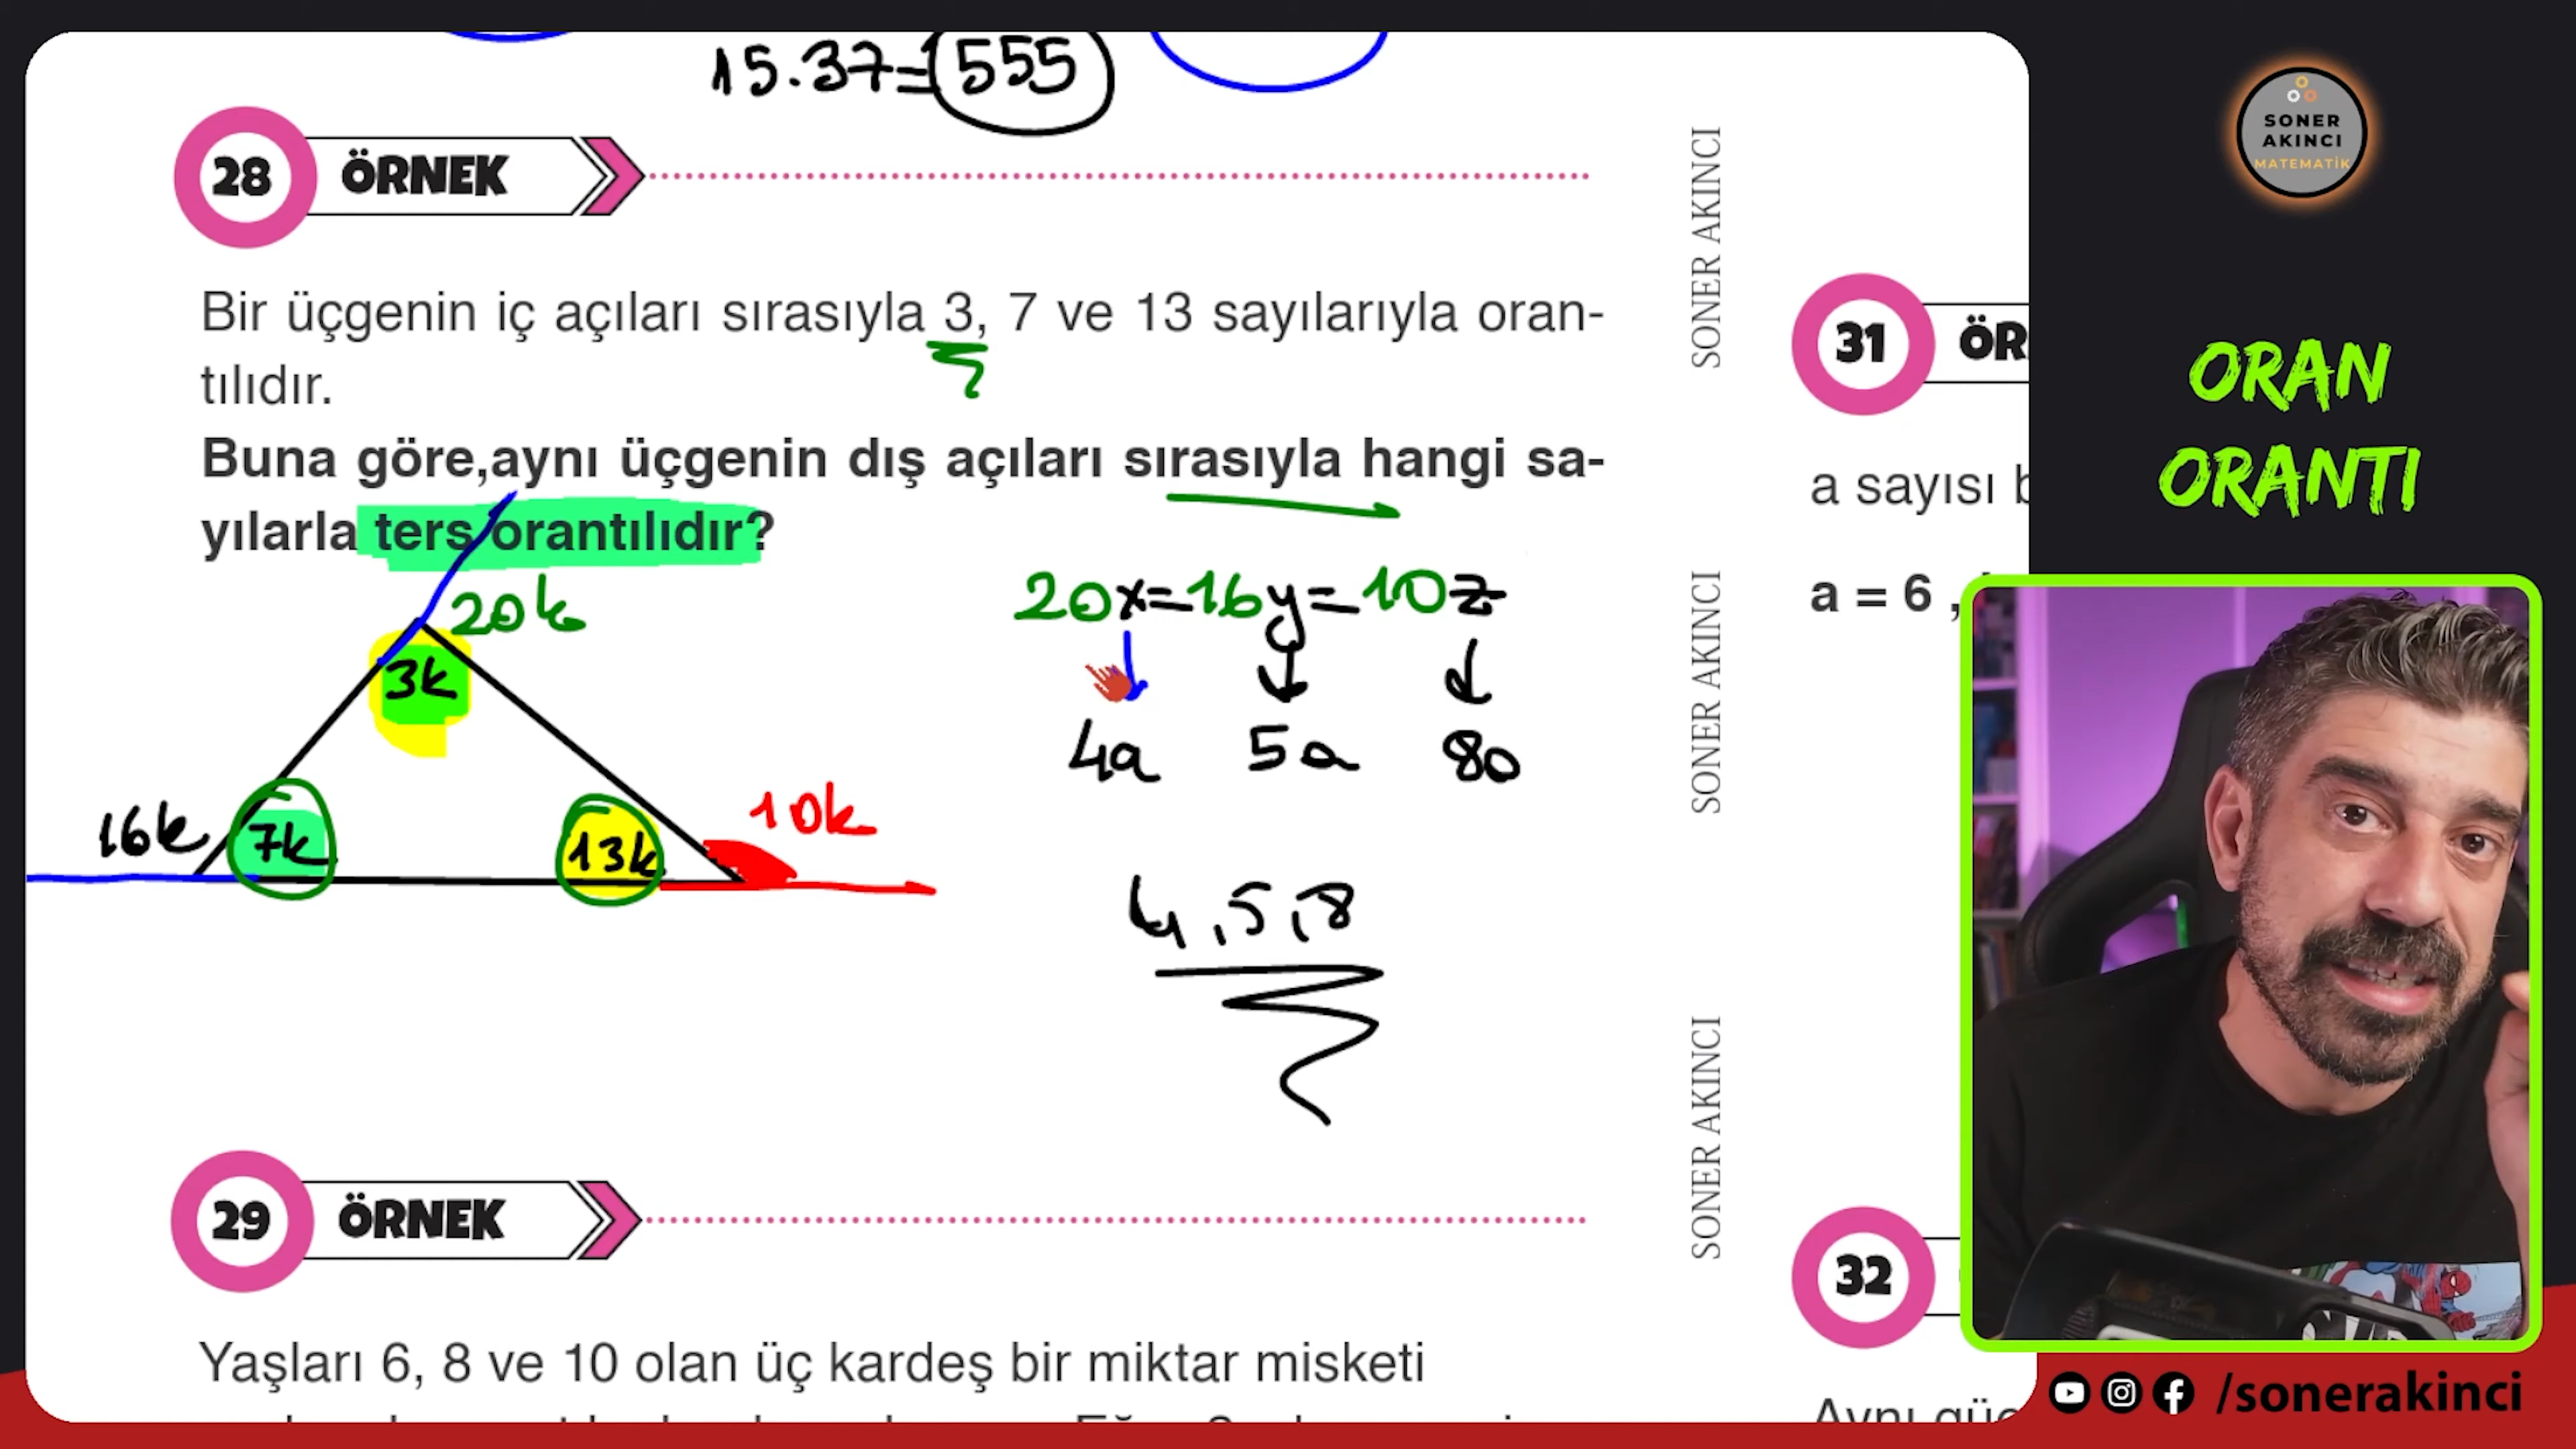 15.37=555
28 ÖRNEK
Bir üçgenin iç açıları sırasıyla 3, 7 ve 13 sayılarıyla oran-
tılıdır.
Buna göre,aynı üçgenin dış açıları sırasıyla hangi sa-
yılarla ters orantılıdır?
20k
3k
16k
7k
13k
10k
20x=16y=10z
4a 5a 8a
4,5,8
29 ÖRNEK
Yaşları 6, 8 ve 10 olan üç kardeş bir miktar misketi
SONER AKINCI
SONER AKINCI
SONER AKINCI
31 ÖR
a sayısı b
a = 6 ,
32
Aynı güç
SONER
AKINCI
MATEMATİK
ORAN
ORANTI
/sonerakinci